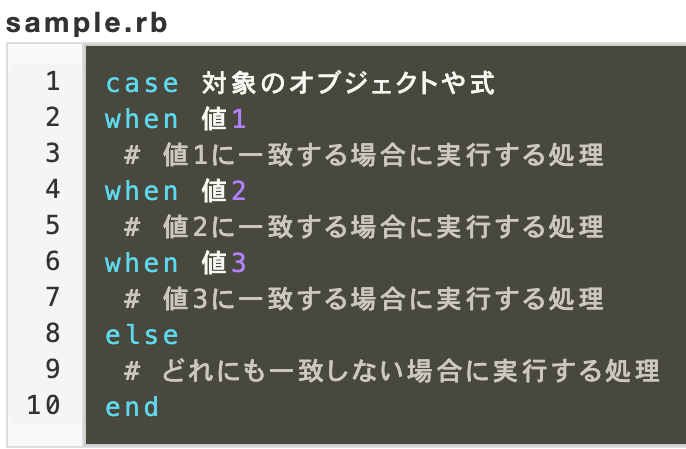 sample.rb
1 case 対象のオブジェクトや式
2 when 値1
3 # 値1に一致する場合に実行する処理
4 when 値2
5 # 値2に一致する場合に実行する処理
6 when 値3
7 # 値3に一致する場合に実行する処理
8 else
9 # どれにも一致しない場合に実行する処理
10 end